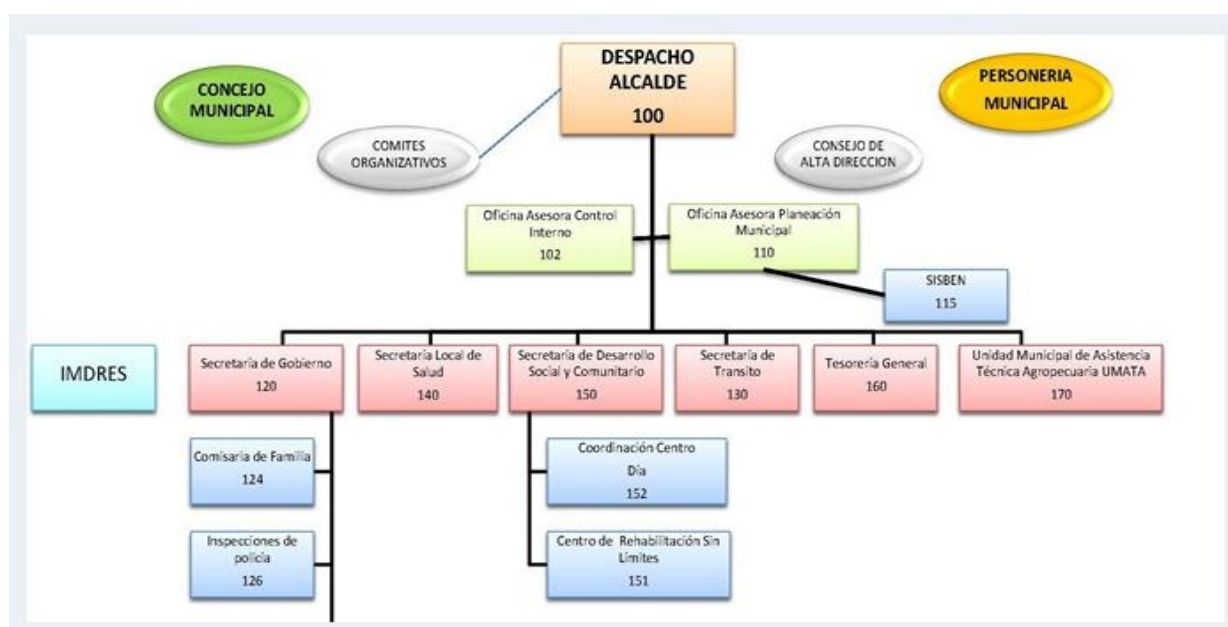 DESPACHO
ALCALDE
100
CONCEJO
MUNICIPAL
PERSONERIA
MUNICIPAL
COMITES
ORGANIZATIVOS
CONSEJO DE
ALTA DIRECCION
Oficina Asesora Control
Interno
102
Oficina Asesora Planeación
Municipal
110
SISBEN
115
IMDRES
Secretaría de Gobierno
120
Secretaria Local de
Salud
140
Secretaria de Desarrollo
Social y Comunitario
150
Secretaria de
Transito
130
Tesorería General
160
Unidad Municipal de Asistencia
Técnica Agropecuaria UMATA
170
Comisaria de Familia
124
Coordinación Centro
Día
152
Inspecciones de
policía
126
Centro de Rehabilitación Sin
Limites
151